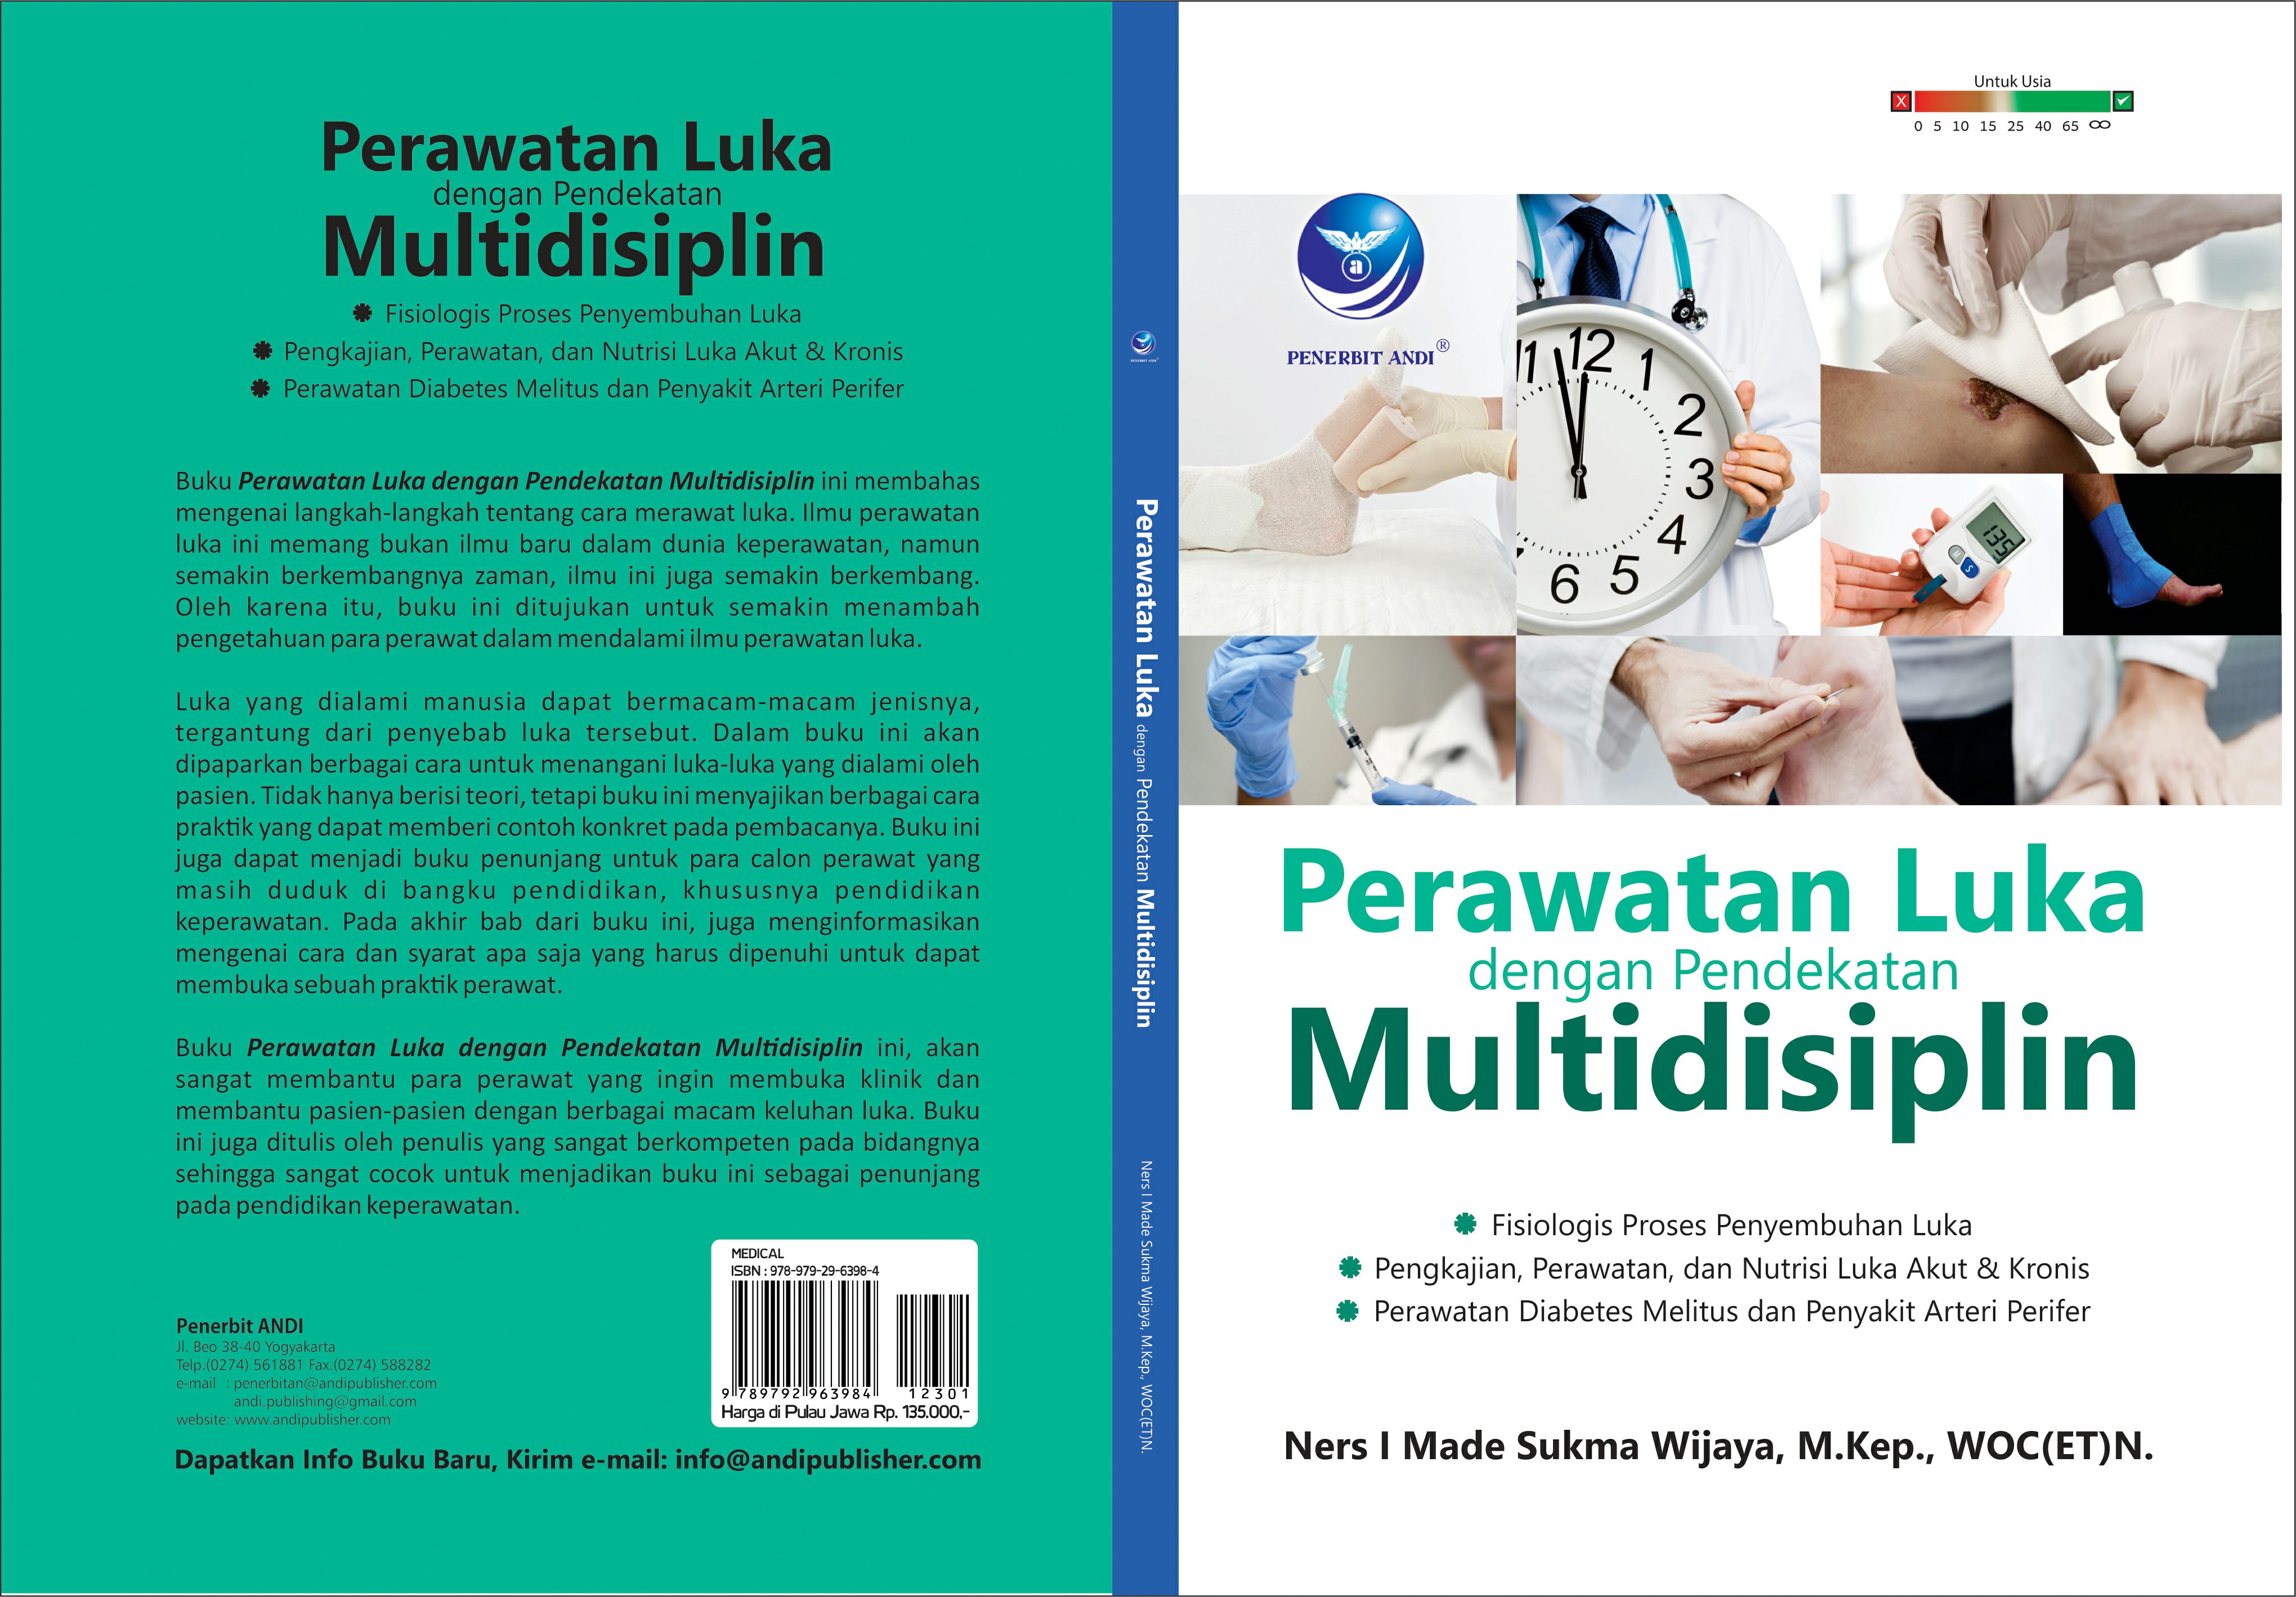 Perawatan Luka
dengan Pendekatan
Multidisiplin
Fisiologis Proses Penyembuhan Luka
Pengkajian, Perawatan, dan Nutrisi Luka Akut & Kronis
Perawatan Diabetes Melitus dan Penyakit Arteri Perifer
Buku Perawatan Luka dengan Pendekatan Multidisiplin ini membahas
mengenai langkah-langkah tentang cara merawat luka. Ilmu perawatan
luka ini memang bukan ilmu baru dalam dunia keperawatan, namun
semakin berkembangnya zaman, ilmu ini juga semakin berkembang.
Oleh karena itu, buku ini ditujukan untuk semakin menambah
pengetahuan para perawat dalam mendalami ilmu perawatan luka.
Luka yang dialami manusia dapat bermacam-macam jenisnya,
tergantung dari penyebab luka tersebut. Dalam buku ini akan
dipaparkan berbagai cara untuk menangani luka-luka yang dialami oleh
pasien. Tidak hanya berisi teori, tetapi buku ini menyajikan berbagai cara
praktik yang dapat memberi contoh konkret pada pembacanya. Buku ini
juga dapat menjadi buku penunjang untuk para calon perawat yang
masih duduk di bangku pendidikan, khususnya pendidikan
keperawatan. Pada akhir bab dari buku ini, juga menginformasikan
mengenai cara dan syarat apa saja yang harus dipenuhi untuk dapat
membuka sebuah praktik perawat.
Buku Perawatan Luka dengan Pendekatan Multidisiplin ini, akan
sangat membantu para perawat yang ingin membuka klinik dan
membantu pasien-pasien dengan berbagai macam keluhan luka. Buku
ini juga ditulis oleh penulis yang sangat berkompeten pada bidangnya
sehingga sangat cocok untuk menjadikan buku ini sebagai penunjang
pada pendidikan keperawatan.
MEDICAL
ISBN : 978-979-29-6398-4
9 789792 963984 12301
Harga di Pulau Jawa Rp. 135.000,-
Penerbit ANDI
Jl. Beo 38-40 Yogyakarta
Telp.(0274) 561881 Fax.(0274) 588282
e-mail : penerbitan@andipublisher.com
andi.publishing@gmail.com
website: www.andipublisher.com
Dapatkan Info Buku Baru, Kirim e-mail: info@andipublisher.com
Perawatan Luka dengan Pendekatan Multidisiplin
Ners I Made Sukma Wijaya, M.Kep., WOC(ET)N.
Untuk Usia
X
0 5 10 15 25 40 65 ∞
a
PENERBIT ANDI®
11 12 1
2
3
4
5
6
135
M
S
Perawatan Luka
dengan Pendekatan
Multidisiplin
Fisiologis Proses Penyembuhan Luka
Pengkajian, Perawatan, dan Nutrisi Luka Akut & Kronis
Perawatan Diabetes Melitus dan Penyakit Arteri Perifer
Ners I Made Sukma Wijaya, M.Kep., WOC(ET)N.